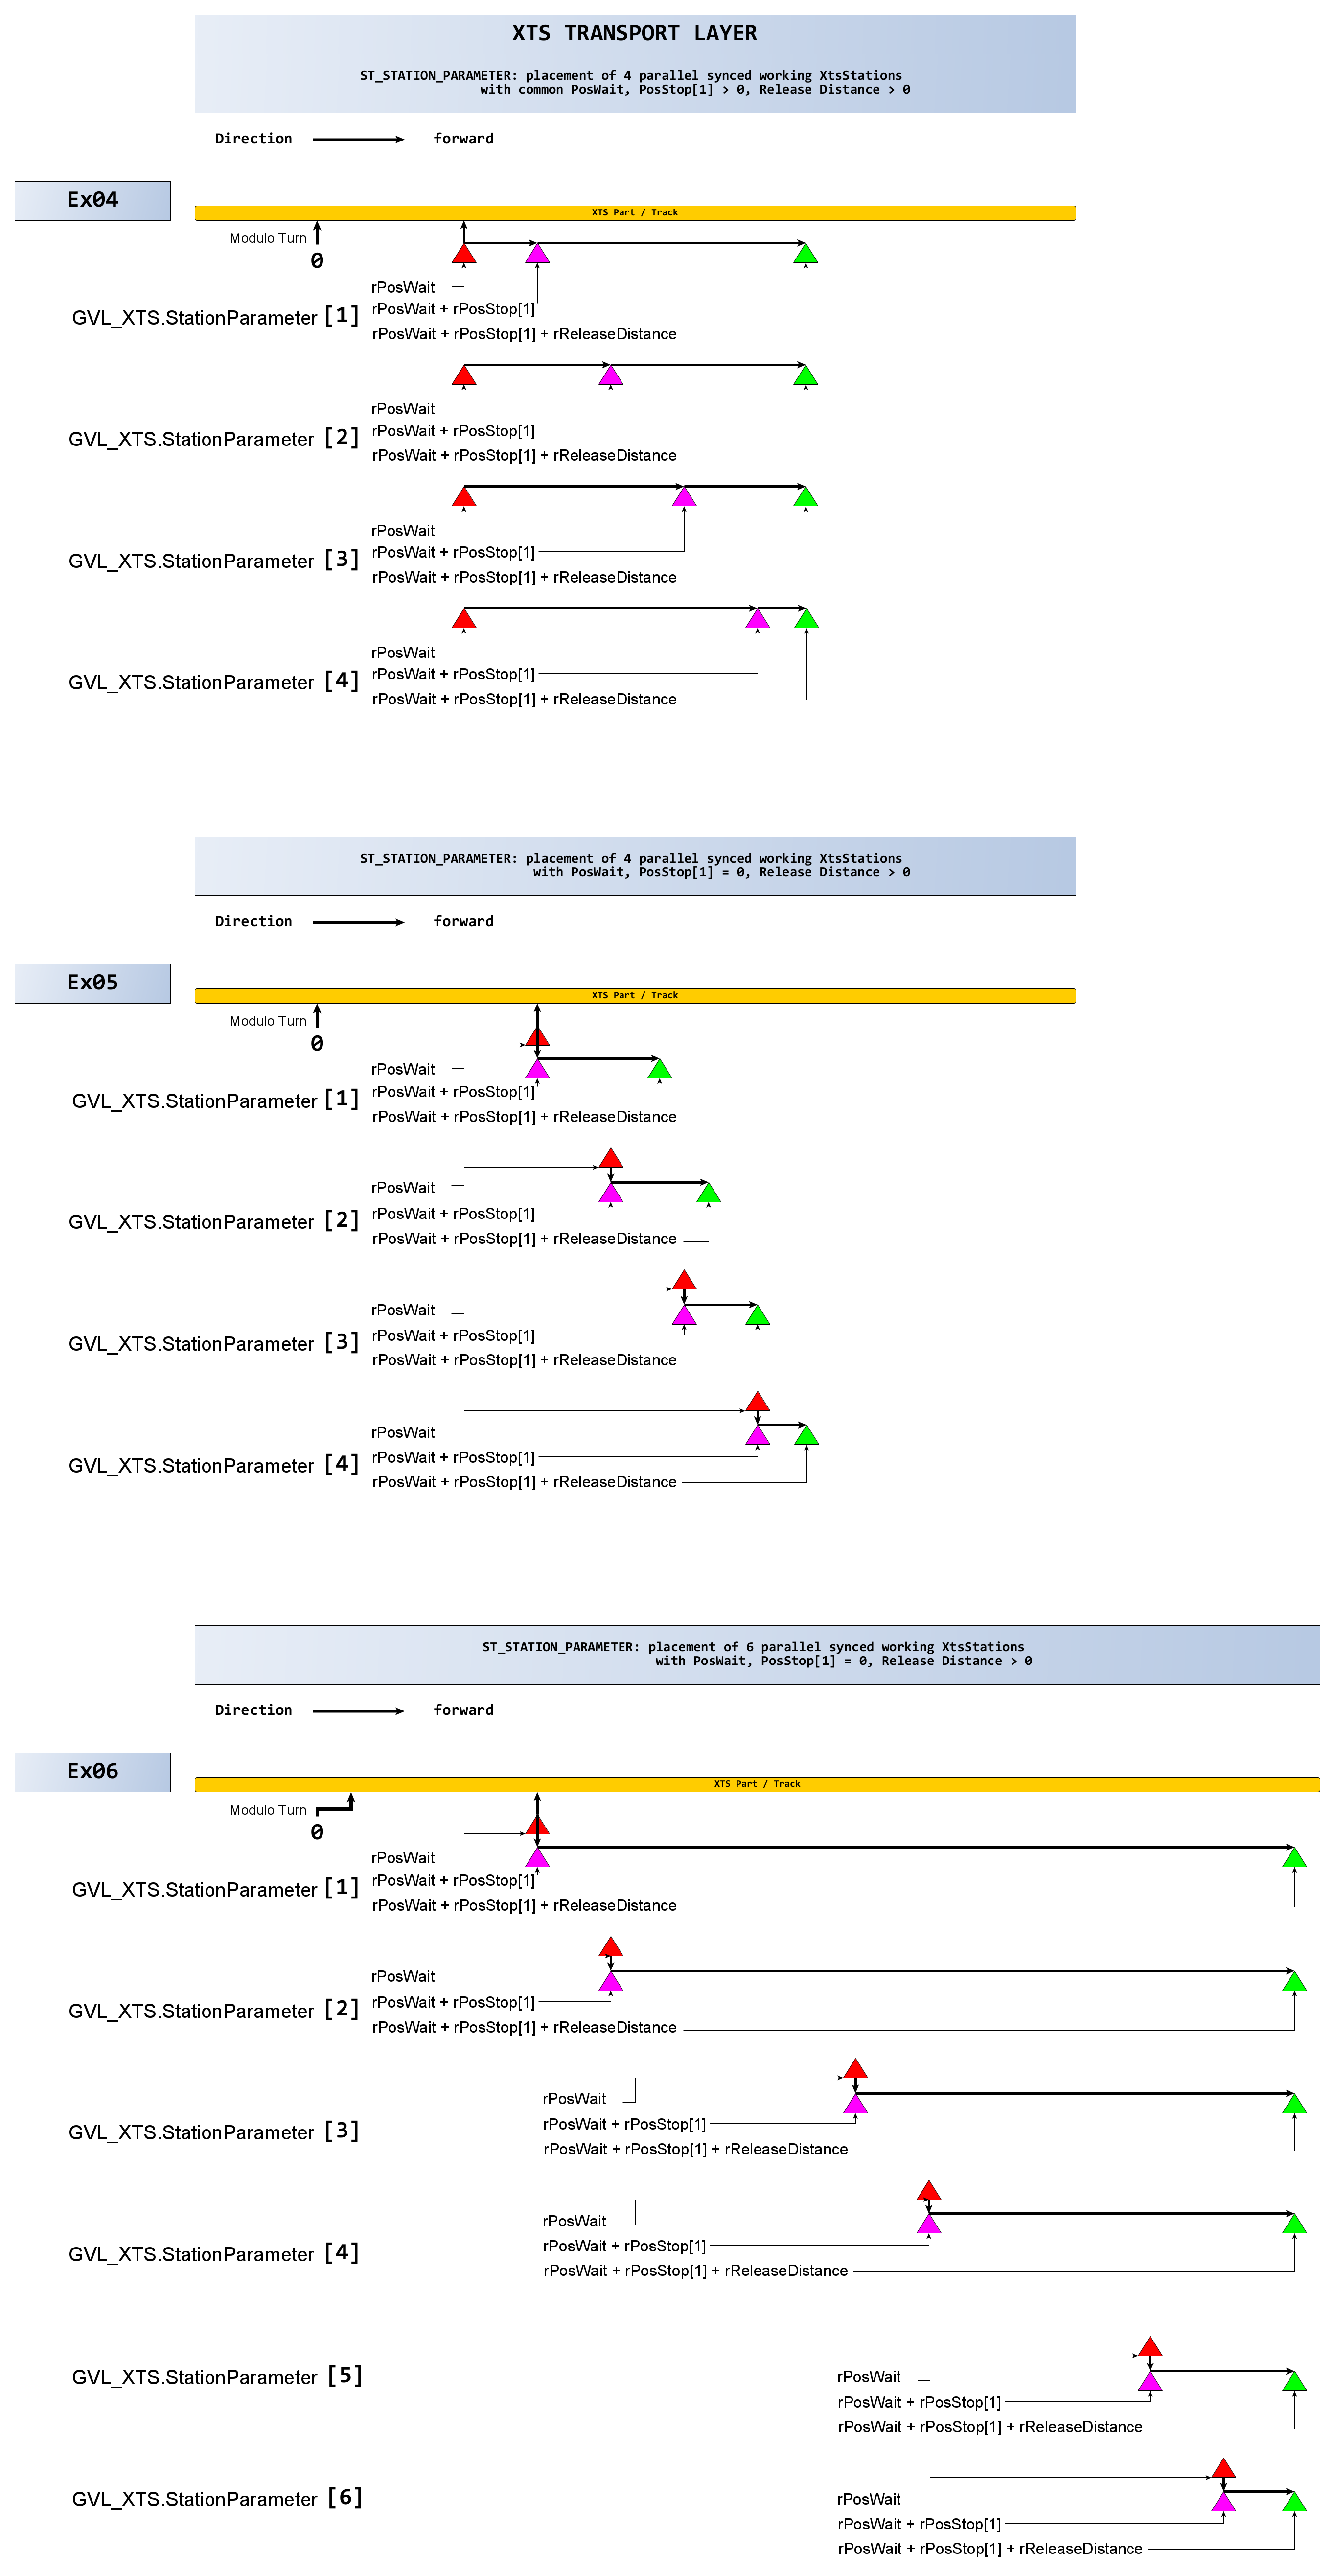 XTS TRANSPORT LAYER
ST_STATION_PARAMETER: placement of 4 parallel synced working XtsStations
with common PosWait, PosStop[1] > 0, Release Distance > 0
Direction forward
Ex04
XTS Part / Track
Modulo Turn
0
rPosWait
GVL_XTS.StationParameter [1] rPosWait + rPosStop[1]
rPosWait + rPosStop[1] + rReleaseDistance
rPosWait
GVL_XTS.StationParameter [2] rPosWait + rPosStop[1]
rPosWait + rPosStop[1] + rReleaseDistance
rPosWait
GVL_XTS.StationParameter [3] rPosWait + rPosStop[1]
rPosWait + rPosStop[1] + rReleaseDistance
rPosWait
GVL_XTS.StationParameter [4] rPosWait + rPosStop[1]
rPosWait + rPosStop[1] + rReleaseDistance
ST_STATION_PARAMETER: placement of 4 parallel synced working XtsStations
with PosWait, PosStop[1] = 0, Release Distance > 0
Direction forward
Ex05
XTS Part / Track
Modulo Turn
0
rPosWait
GVL_XTS.StationParameter [1] rPosWait + rPosStop[1]
rPosWait + rPosStop[1] + rReleaseDistance
rPosWait
GVL_XTS.StationParameter [2] rPosWait + rPosStop[1]
rPosWait + rPosStop[1] + rReleaseDistance
rPosWait
GVL_XTS.StationParameter [3] rPosWait + rPosStop[1]
rPosWait + rPosStop[1] + rReleaseDistance
rPosWait
GVL_XTS.StationParameter [4] rPosWait + rPosStop[1]
rPosWait + rPosStop[1] + rReleaseDistance
ST_STATION_PARAMETER: placement of 6 parallel synced working XtsStations
with PosWait, PosStop[1] = 0, Release Distance > 0
Direction forward
Ex06
XTS Part / Track
Modulo Turn
0
rPosWait
GVL_XTS.StationParameter [1] rPosWait + rPosStop[1]
rPosWait + rPosStop[1] + rReleaseDistance
rPosWait
GVL_XTS.StationParameter [2] rPosWait + rPosStop[1]
rPosWait + rPosStop[1] + rReleaseDistance
rPosWait
GVL_XTS.StationParameter [3] rPosWait + rPosStop[1]
rPosWait + rPosStop[1] + rReleaseDistance
rPosWait
GVL_XTS.StationParameter [4] rPosWait + rPosStop[1]
rPosWait + rPosStop[1] + rReleaseDistance
GVL_XTS.StationParameter [5] rPosWait
rPosWait + rPosStop[1]
rPosWait + rPosStop[1] + rReleaseDistance
GVL_XTS.StationParameter [6] rPosWait
rPosWait + rPosStop[1]
rPosWait + rPosStop[1] + rReleaseDistance